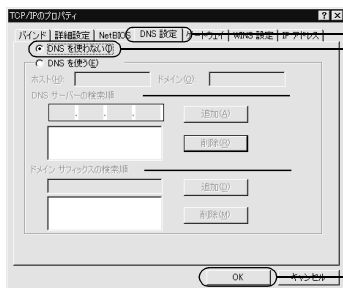 TCP/IPのプロパティ
バインド 詳細設定 NetBIOS DNS 設定 ゲートウェイ WINS 設定 IP アドレス
DNS を使わない(I)
DNS を使う(E)
ホスト(H): ドメイン(O):
DNS サーバーの検索順
追加(A)
削除(R)
ドメイン サフィックスの検索順
追加(D)
削除(M)
OK キャンセル